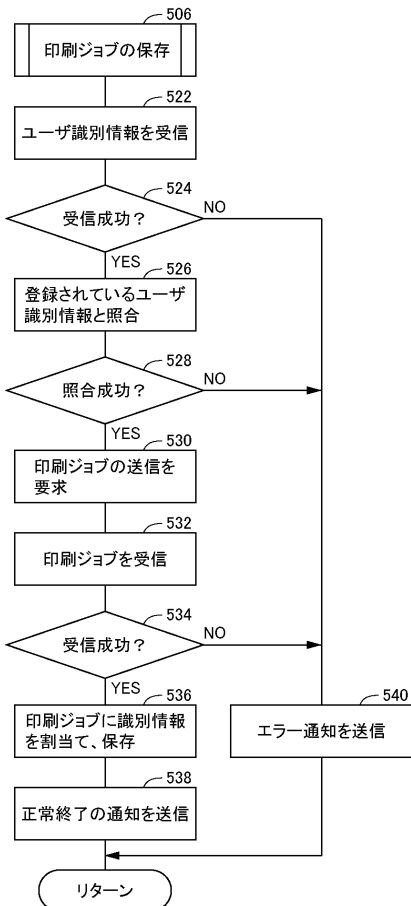 506
印刷ジョブの保存
522
ユーザ識別情報を受信
524
受信成功？
NO
YES
526
登録されているユーザ
識別情報と照合
528
照合成功？
NO
YES
530
印刷ジョブの送信を
要求
532
印刷ジョブを受信
534
受信成功？
NO
YES
536
印刷ジョブに識別情報
を割当て、保存
540
エラー通知を送信
538
正常終了の通知を送信
リターン